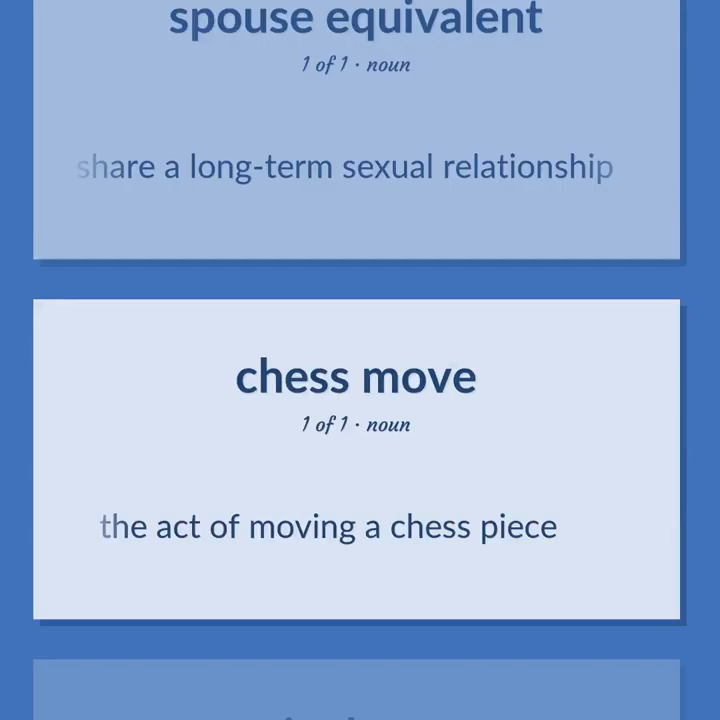 spouse equivalent
1 of 1 · noun
share a long-term sexual relationship
chess move
1 of 1 · noun
the act of moving a chess piece